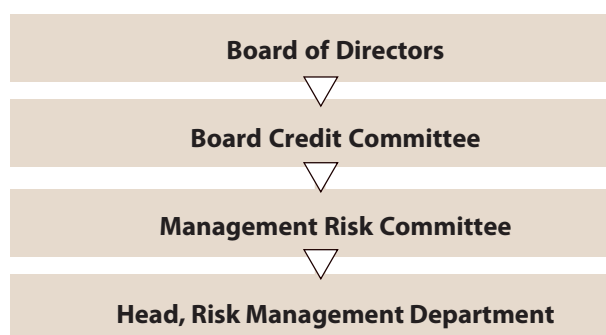 Board of Directors
Board Credit Committee
Management Risk Committee
Head, Risk Management Department